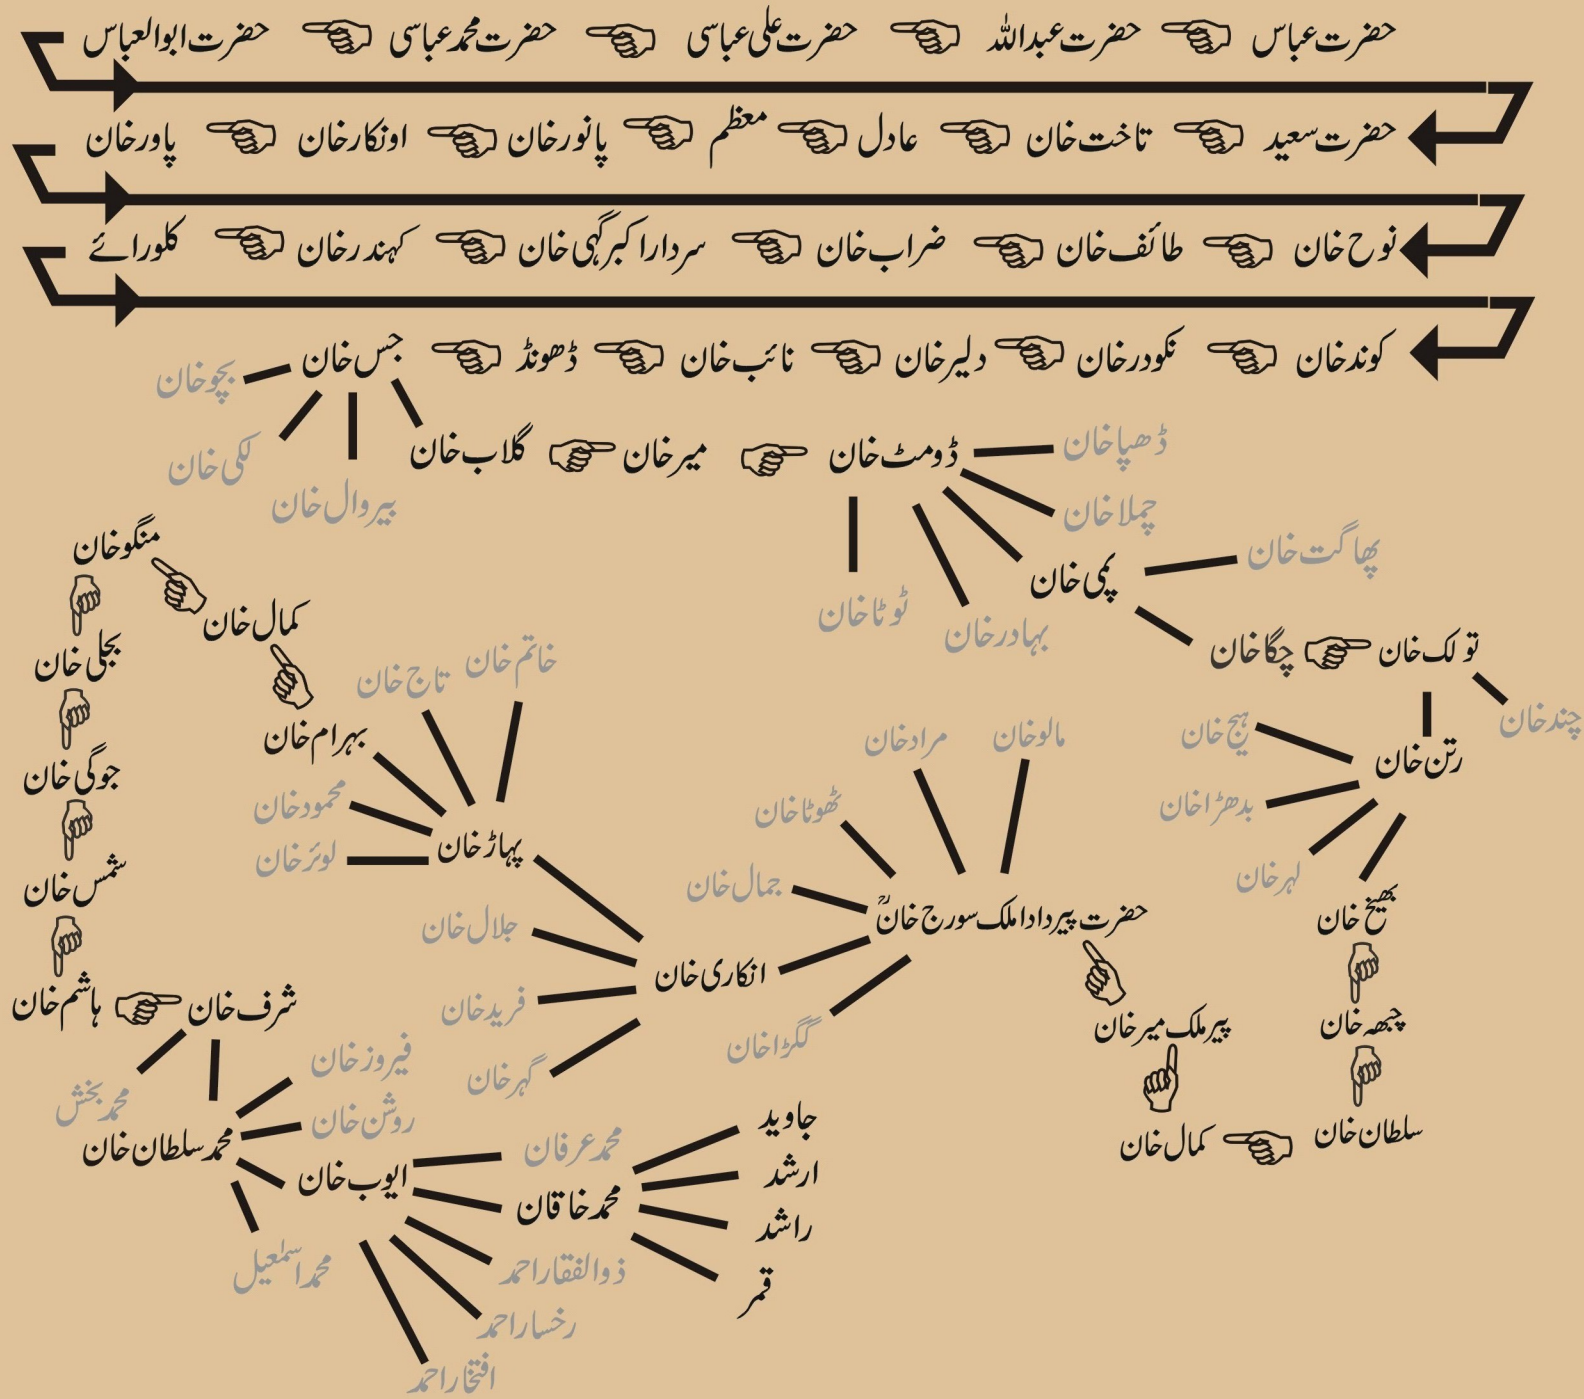 حضرت عباس حضرت عبداللہ حضرت علی عباسی حضرت محمد عباسی حضرت ابوالعباس
حضرت سعید تاخت خان عادل معظم پانور خان اونکار خان پاور خان
نوح خان طائف خان ضراب خان سردار اکبر گہی خان کہندر خان کلورائے
کوند خان نکودر خان دلیر خان نائب خان ڈھونڈ جس خان
بچو خان
لکی خان
بیروال خان
گلاب خان میر خان ڈومٹ خان
ڈھپا خان
چملا خان
پمی خان
بہادر خان
ٹوٹا خان
پھاگت خان
چگا خان تولک خان
چند خان
رتن خان
ہیج خان
بدھڑا خان
لہر خان
بھیخ خان
چبھہ خان
سلطان خان
کمال خان
پیر ملک میر خان
حضرت پیر دادا ملک سورج خانؒ
مالو خان
مراد خان
ٹھوٹا خان
جمال خان
گگڑا خان
انکاری خان
جلال خان
فرید خان
گہر خان
پہاڑ خان
خاتم خان
تاج خان
محمود خان
لوئر خان
بہرام خان
کمال خان
منگو خان
بجلی خان
جوگی خان
شمس خان
ہاشم خان شرف خان
محمد بخش
محمد سلطان خان
فیروز خان
روشن خان
محمد اسمٰعیل
ایوب خان
محمد عرفان
محمد خاقان
ذوالفقار احمد
رخسار احمد
افتخار احمد
جاوید
ارشد
راشد
قمر